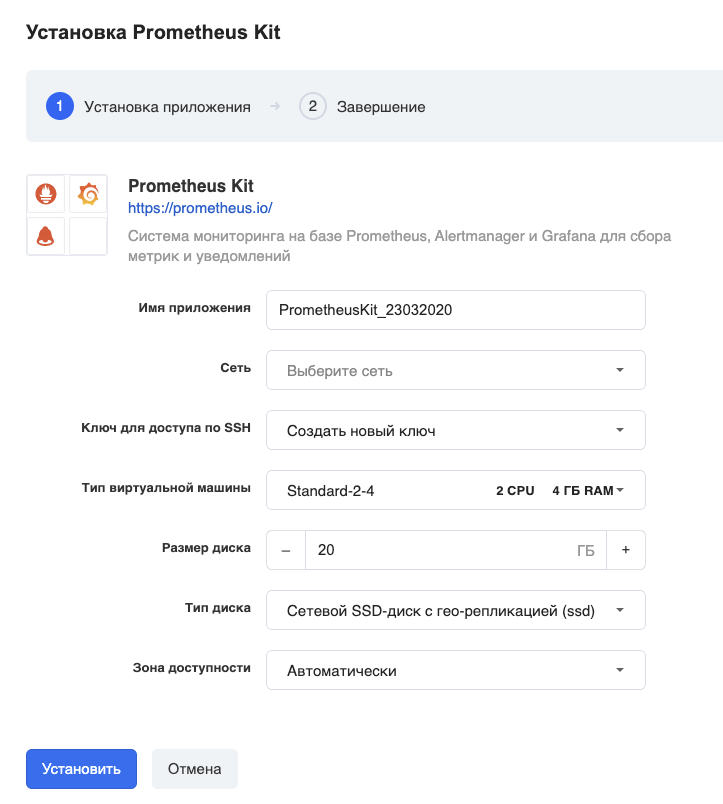 Установка Prometheus Kit
1 Установка приложения → 2 Завершение
Prometheus Kit
https://prometheus.io/
Система мониторинга на базе Prometheus, Alertmanager и Grafana для сбора
метрик и уведомлений
Имя приложения PrometheusKit_23032020
Сеть Выберите сеть
Ключ для доступа по SSH Создать новый ключ
Тип виртуальной машины Standard-2-4 2 CPU 4 ГБ RAM
Размер диска – 20 ГБ +
Тип диска Сетевой SSD-диск с гео-репликацией (ssd)
Зона доступности Автоматически
Установить Отмена